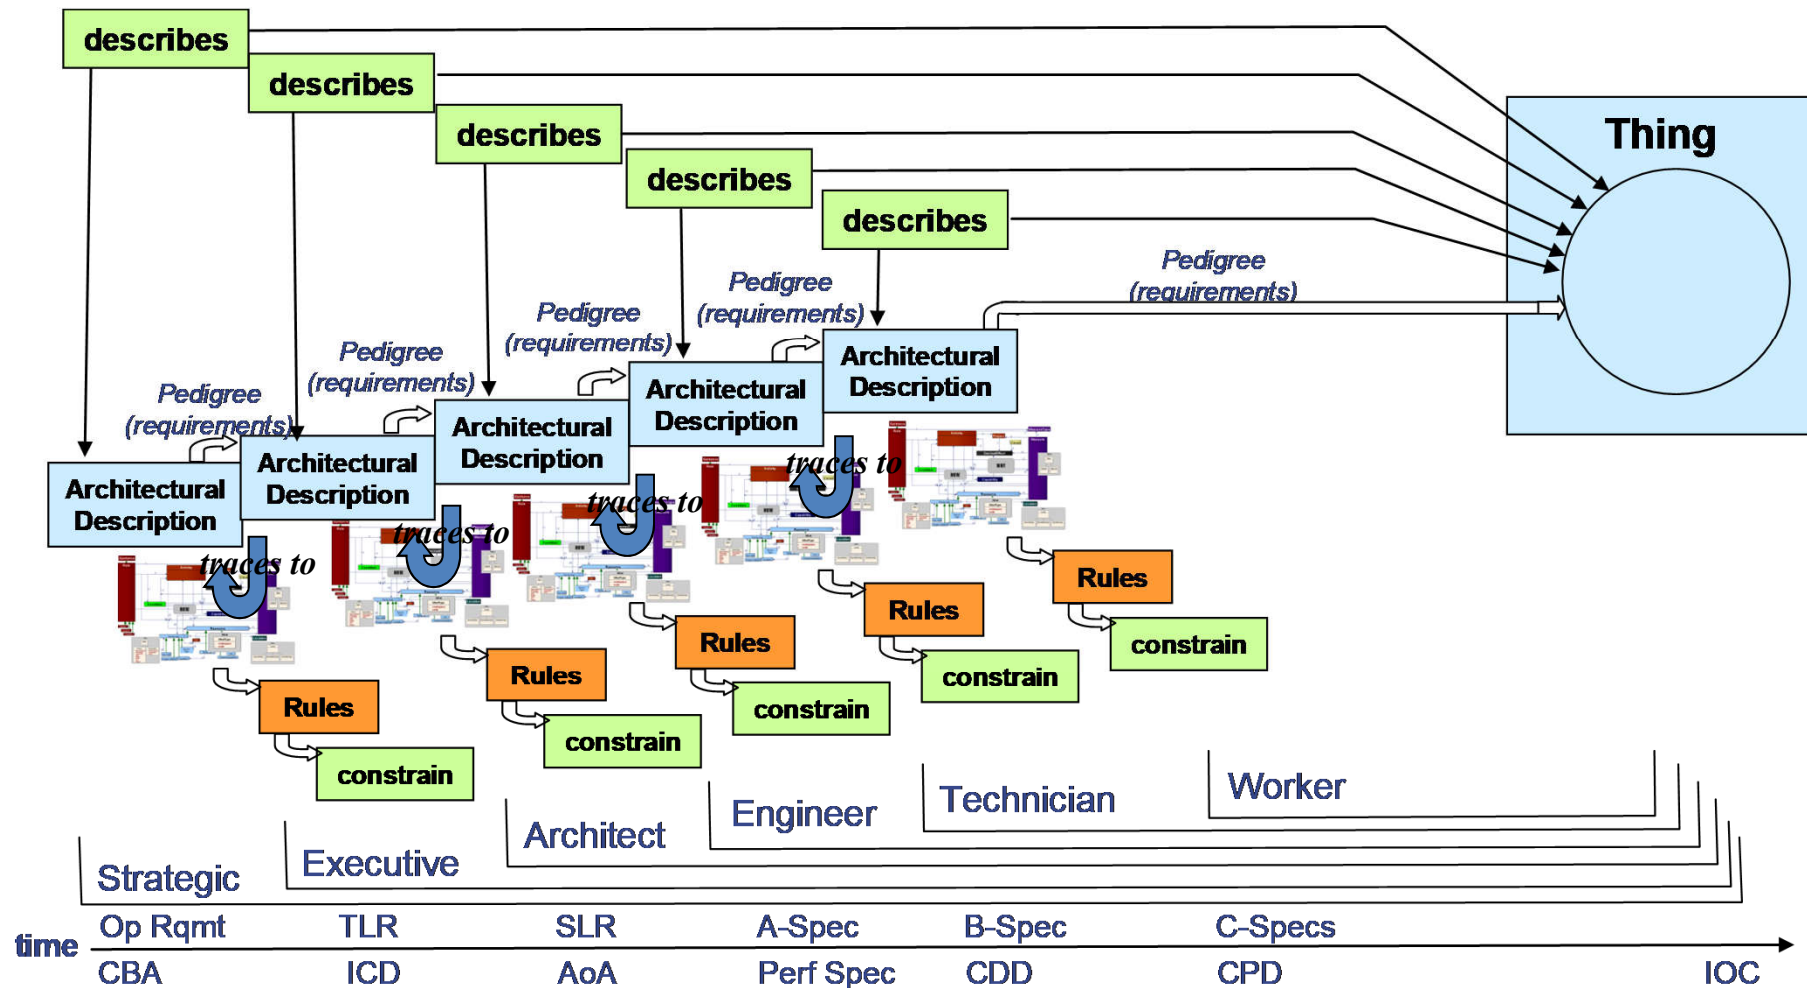 describes
describes
describes
describes
describes
Thing
Pedigree
(requirements)
Pedigree
(requirements)
Pedigree
(requirements)
Pedigree
(requirements)
Pedigree
(requirements)
Architectural
Description
Architectural
Description
Architectural
Description
Architectural
Description
Architectural
Description
traces to
traces to
traces to
traces to
Rules
constrain
Rules
constrain
Rules
constrain
Rules
constrain
Rules
constrain
Worker
Technician
Engineer
Architect
Executive
Strategic
Op Rqmt TLR SLR A-Spec B-Spec C-Specs
time
CBA ICD AoA Perf Spec CDD CPD IOC